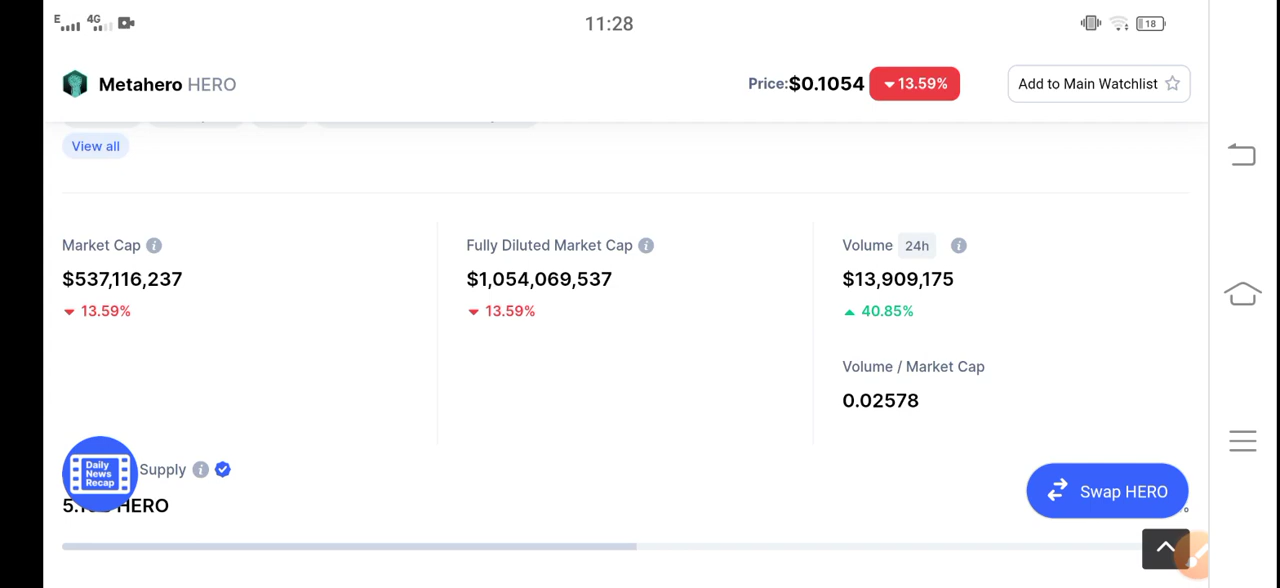 E 4G 11:28 18
Metahero HERO Price:$0.1054 13.59% Add to Main Watchlist
View all
Market Cap Fully Diluted Market Cap Volume 24h
$537,116,237 $1,054,069,537 $13,909,175
13.59% 13.59% 40.85%
Volume / Market Cap
0.02578
Daily
News
Recap
Supply
HERO
Swap HERO